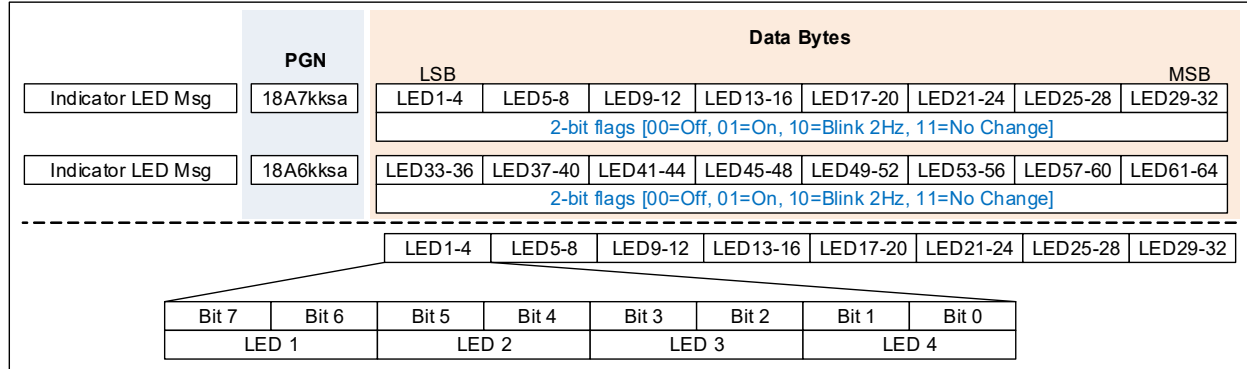 Data Bytes
PGN
LSB MSB
Indicator LED Msg 18A7kksa LED1-4 LED5-8 LED9-12 LED13-16 LED17-20 LED21-24 LED25-28 LED29-32
2-bit flags [00=Off, 01=On, 10=Blink 2Hz, 11=No Change]
Indicator LED Msg 18A6kksa LED33-36 LED37-40 LED41-44 LED45-48 LED49-52 LED53-56 LED57-60 LED61-64
2-bit flags [00=Off, 01=On, 10=Blink 2Hz, 11=No Change]
LED1-4 LED5-8 LED9-12 LED13-16 LED17-20 LED21-24 LED25-28 LED29-32
Bit 7 Bit 6 Bit 5 Bit 4 Bit 3 Bit 2 Bit 1 Bit 0
LED 1 LED 2 LED 3 LED 4